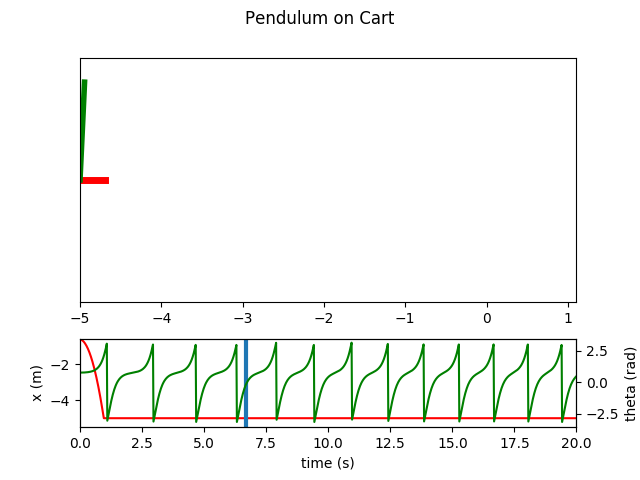 Pendulum on Cart
−5 −4 −3 −2 −1 0 1
x (m)
−2
−4
2.5
0.0
−2.5
theta (rad)
0.0 2.5 5.0 7.5 10.0 12.5 15.0 17.5 20.0
time (s)